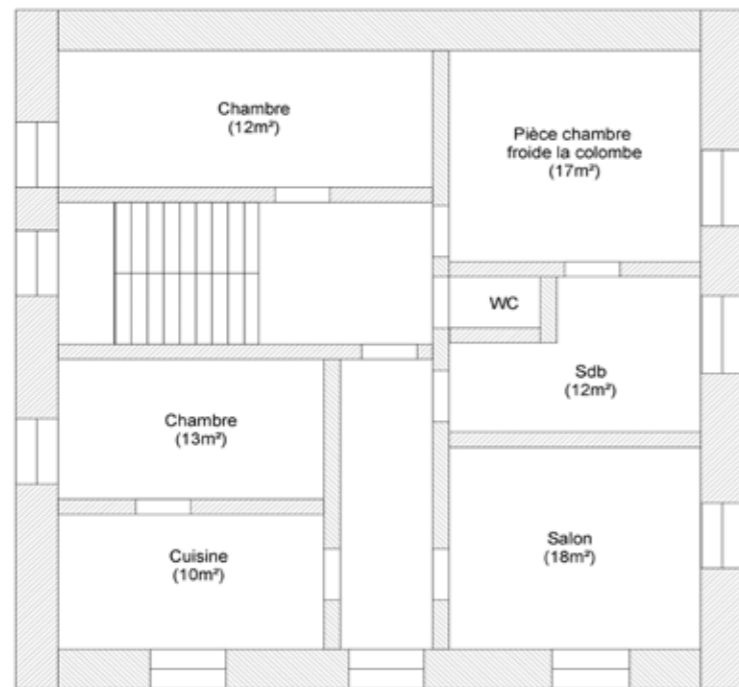 Chambre
(12m²)
Pièce chambre
froide la colombe
(17m²)
WC
Sdb
(12m²)
Chambre
(13m²)
Cuisine
(10m²)
Salon
(18m²)